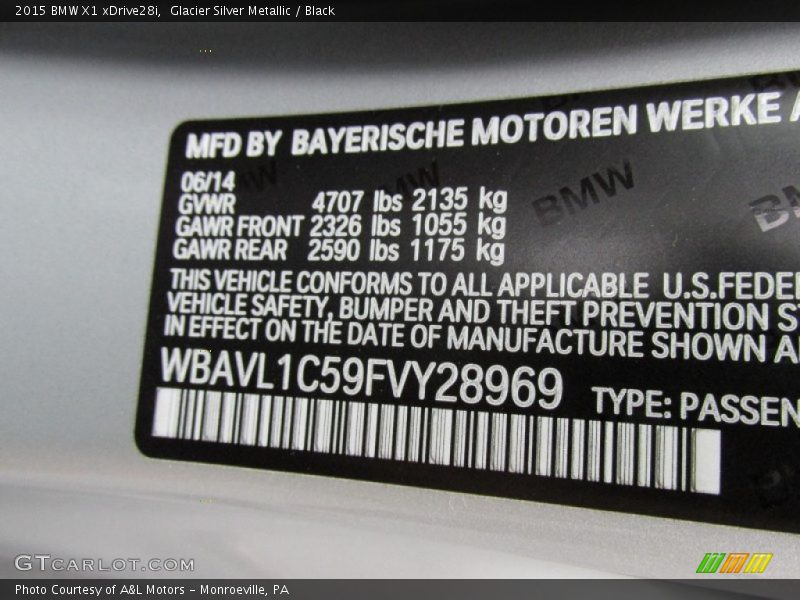 2015 BMW X1 xDrive28i,  Glacier Silver Metallic / Black
MFD BY BAYERISCHE MOTOREN WERKE
06/14
GVWR 4707 lbs 2135 kg
GAWR FRONT 2326 lbs 1055 kg
GAWR REAR 2590 lbs 1175 kg
THIS VEHICLE CONFORMS TO ALL APPLICABLE U.S.FEDE
VEHICLE SAFETY, BUMPER AND THEFT PREVENTION S
IN EFFECT ON THE DATE OF MANUFACTURE SHOWN A
WBAVL1C59FVY28969
TYPE: PASSEN
BMW
GTCARLOT.COM
Photo Courtesy of A&L Motors – Monroeville, PA